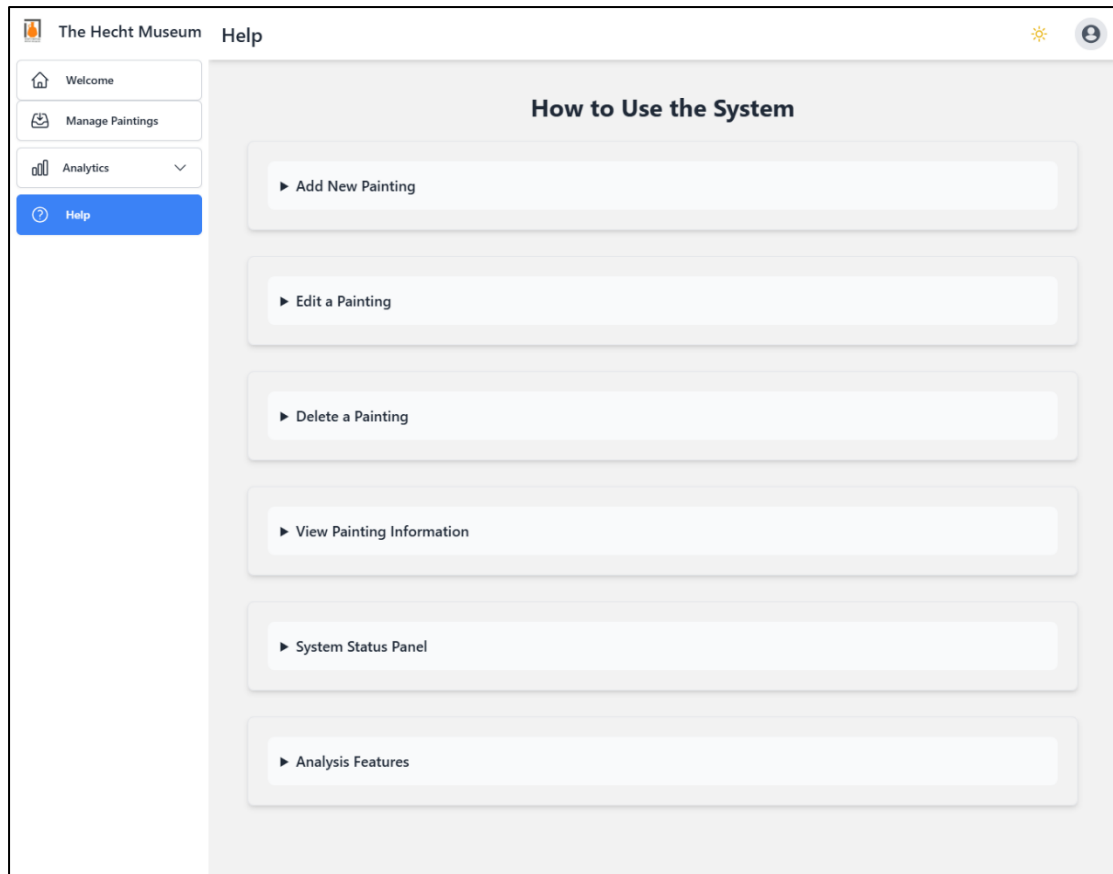 The Hecht Museum
Help
Welcome
Manage Paintings
Analytics
Help
How to Use the System
Add New Painting
Edit a Painting
Delete a Painting
View Painting Information
System Status Panel
Analysis Features